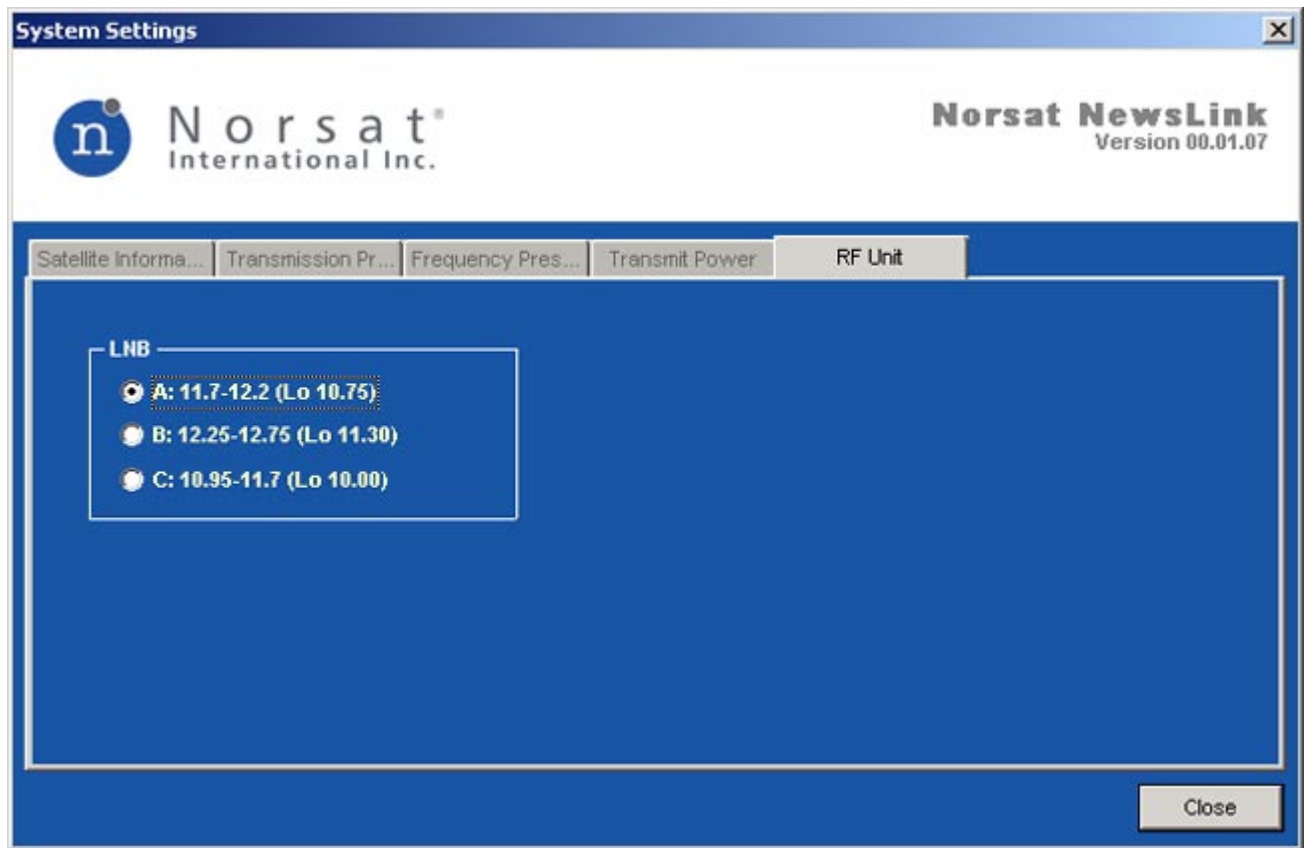 System Settings
n
Norsat®
International Inc.
Norsat NewsLink
Version 00.01.07
Satellite Informa... Transmission Pr... Frequency Pres... Transmit Power RF Unit
LNB
A: 11.7-12.2 (Lo 10.75)
B: 12.25-12.75 (Lo 11.30)
C: 10.95-11.7 (Lo 10.00)
Close